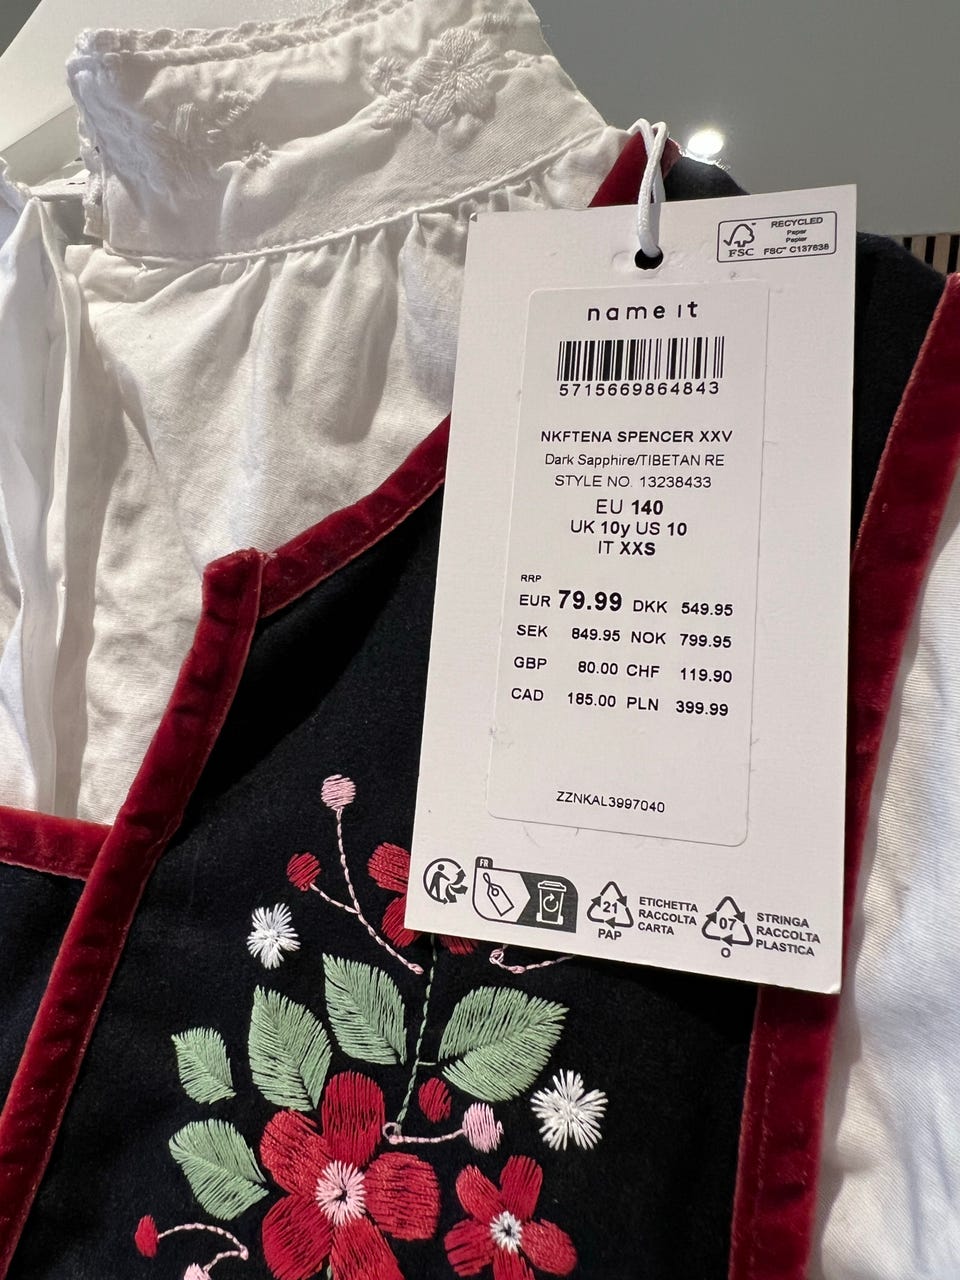 FSC
RECYCLED
Paper
Papier
FSC™ C137638
name it
5715669864843
NKFTENA SPENCER XXV
Dark Sapphire/TIBETAN RE
STYLE NO. 13238433
EU 140
UK 10y US 10
IT XXS
RRP
EUR 79.99 DKK 549.95
SEK 849.95 NOK 799.95
GBP 80.00 CHF 119.90
CAD 185.00 PLN 399.99
ZZNKAL3997040
FR
21
PAP
ETICHETTA
RACCOLTA
CARTA
07
O
STRINGA
RACCOLTA
PLASTICA